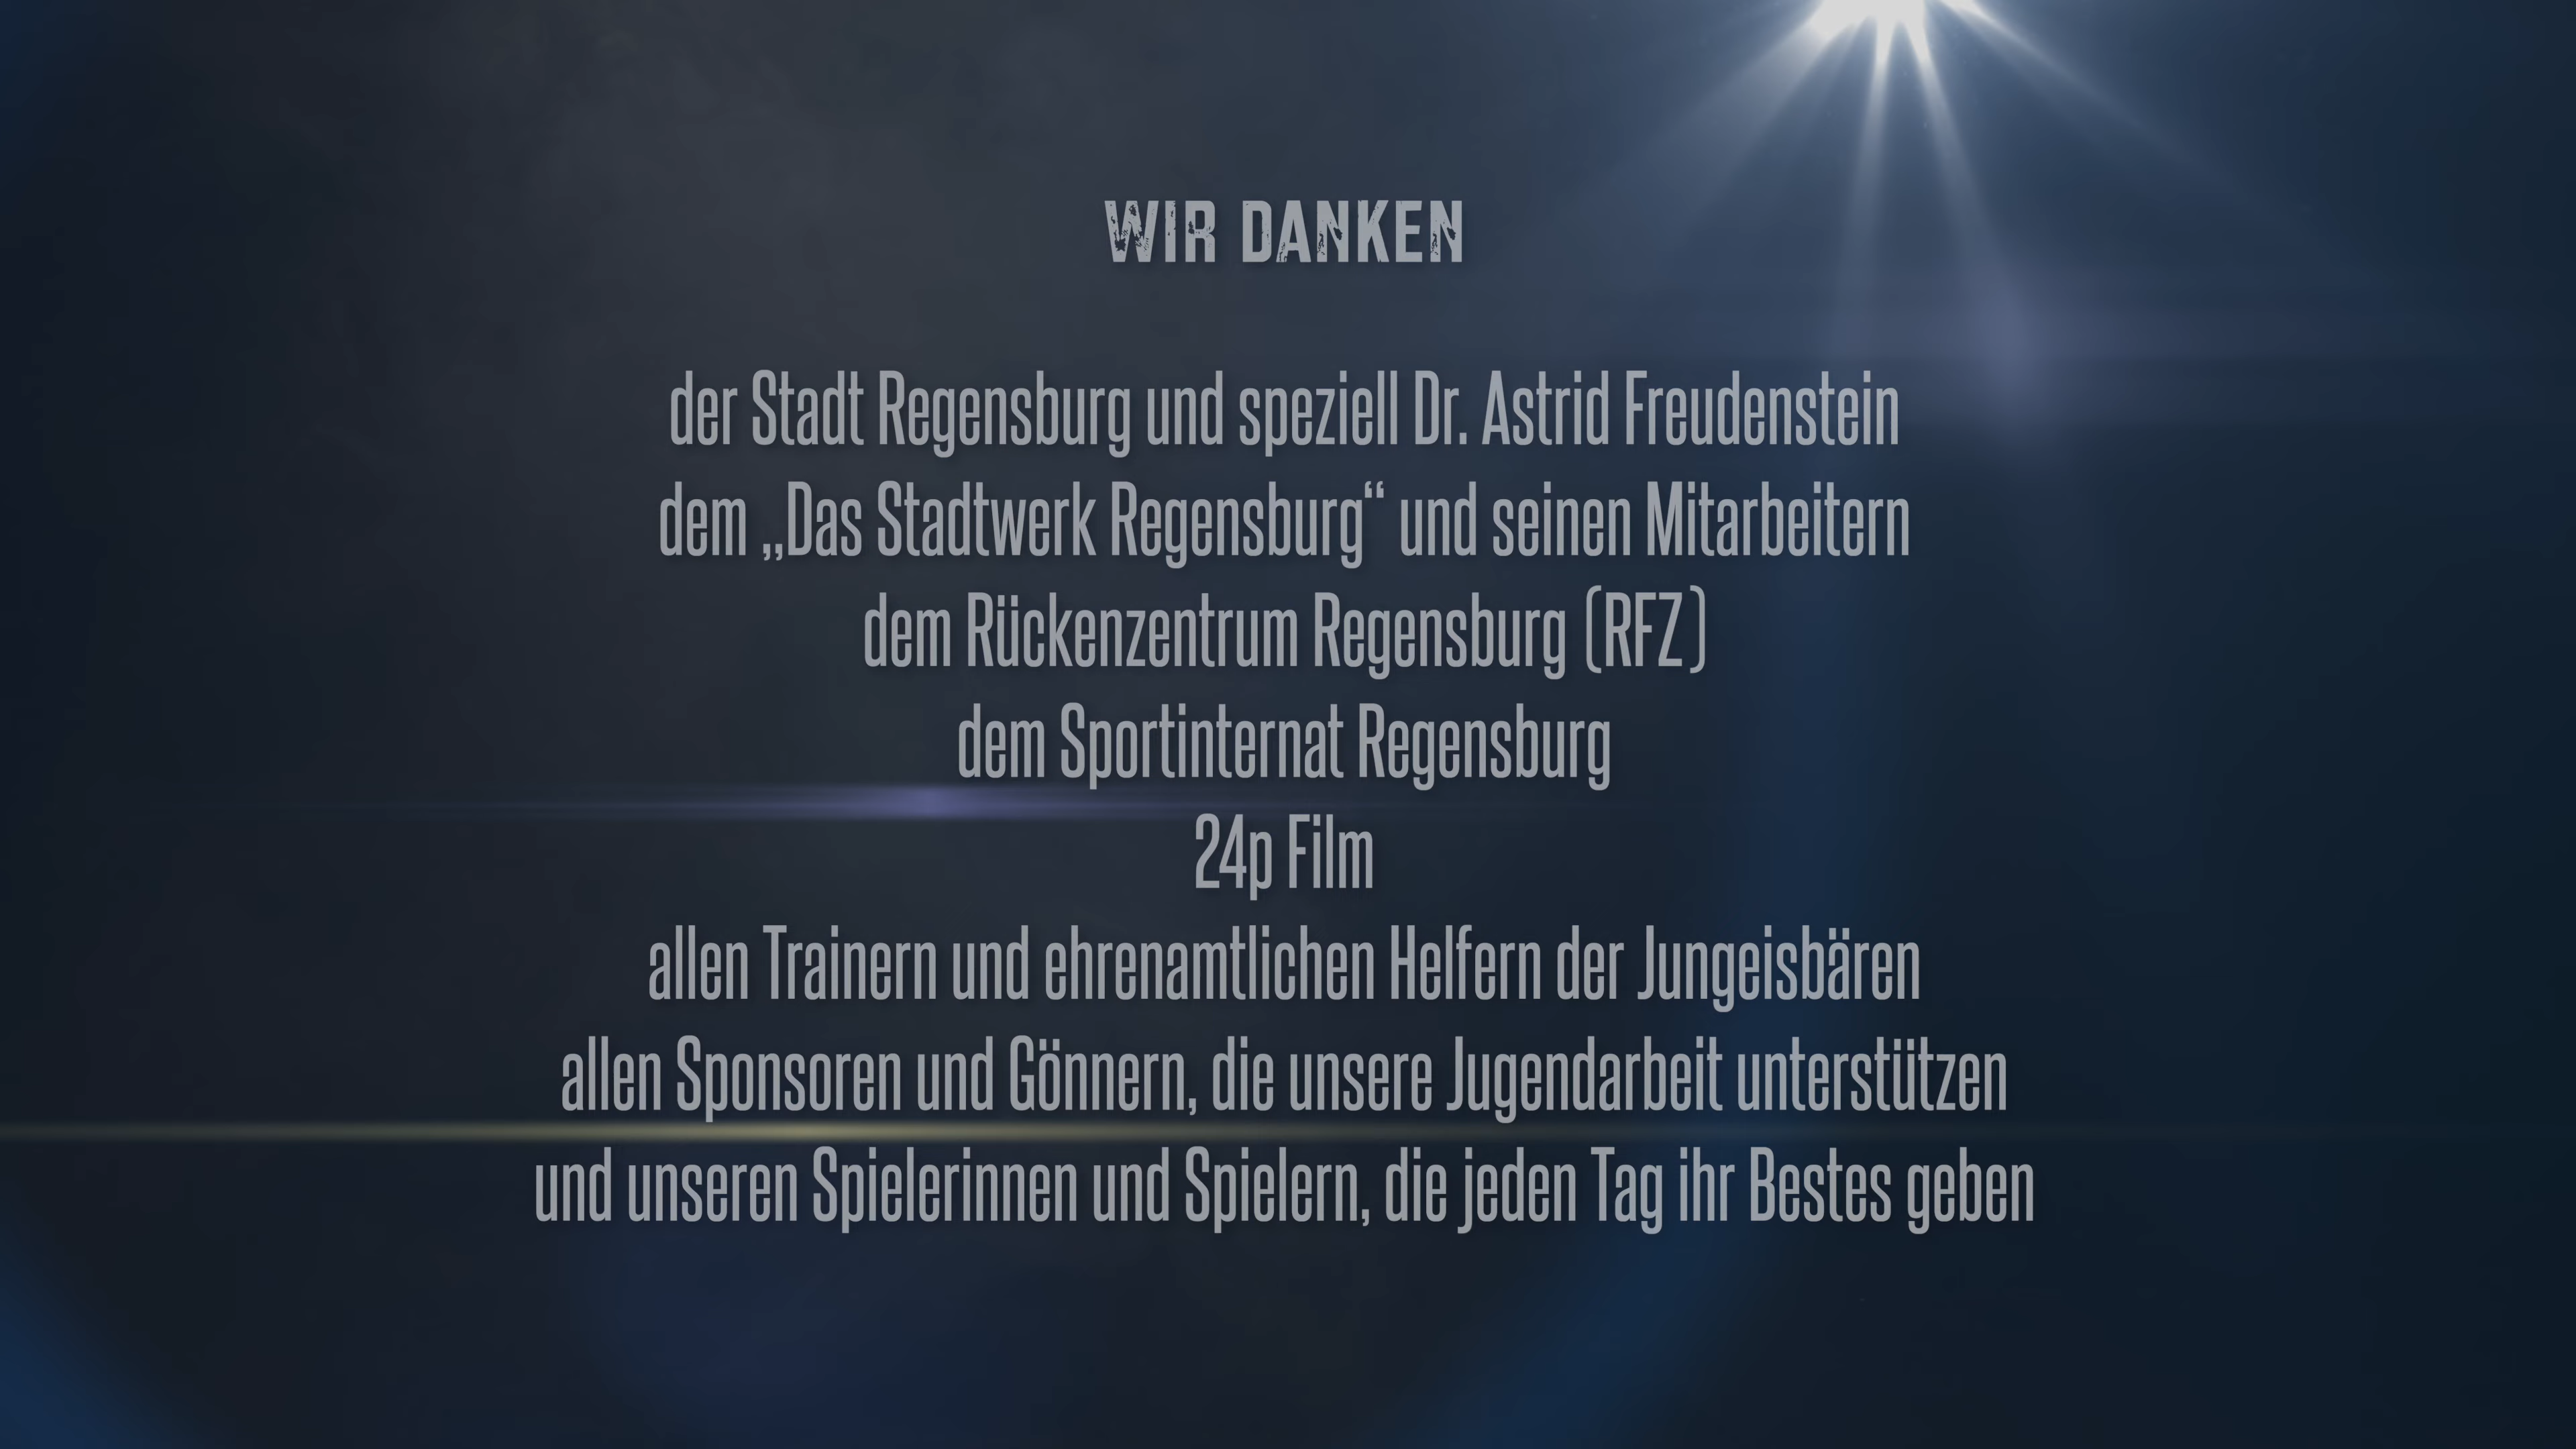 WIR DANKEN
der Stadt Regensburg und speziell Dr. Astrid Freudenstein
dem „Das Stadtwerk Regensburg“ und seinen Mitarbeitern
dem Rückenzentrum Regensburg (RFZ)
dem Sportinternat Regensburg
24p Film
allen Trainern und ehrenamtlichen Helfern der Jungeisbären
allen Sponsoren und Gönnern, die unsere Jugendarbeit unterstützen
und unseren Spielerinnen und Spielern, die jeden Tag ihr Bestes geben